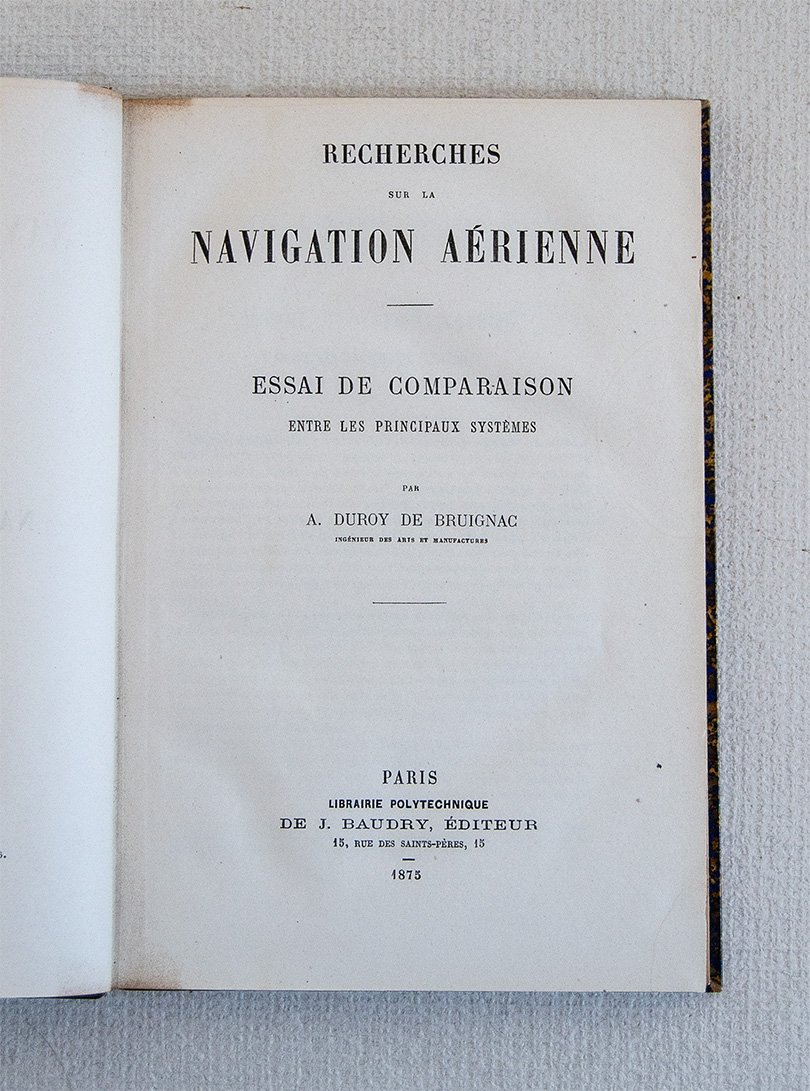 RECHERCHES
SUR LA
NAVIGATION AÉRIENNE
ESSAI DE COMPARAISON
ENTRE LES PRINCIPAUX SYSTÈMES
PAR
A. DUROY DE BRUIGNAC
INGÉNIEUR DES ARTS ET MANUFACTURES
PARIS
LIBRAIRIE POLYTECHNIQUE
DE J. BAUDRY, ÉDITEUR
15, RUE DES SAINTS-PÈRES, 15
1875